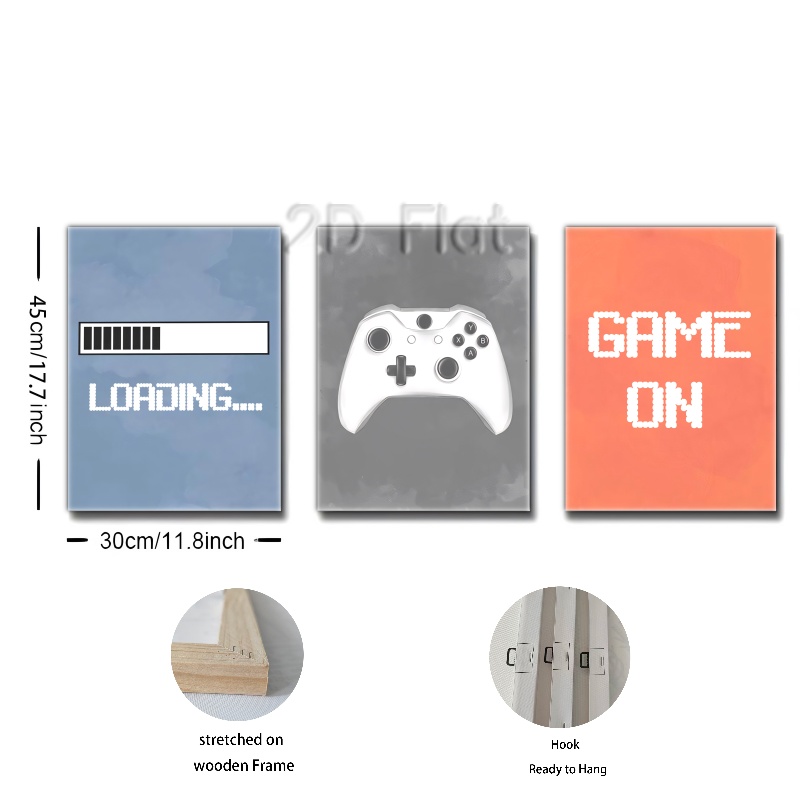 2D Flat
45cm/17.7inch
LOADING....
Y
X
B
A
GAME
ON
30cm/11.8inch
stretched on
wooden Frame
Hook
Ready to Hang